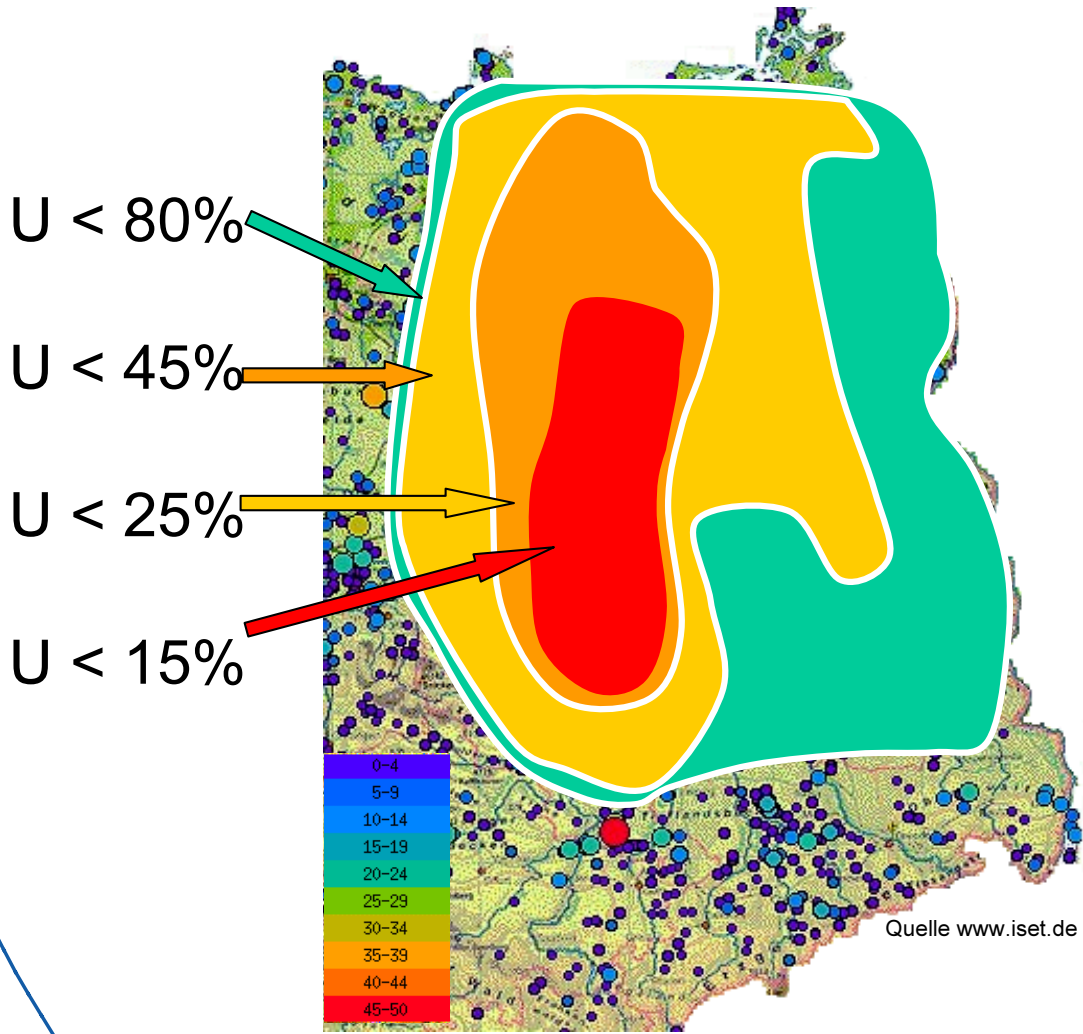 U < 80%
U < 45%
U < 25%
U < 15%
0-4
5-9
10-14
15-19
20-24
25-29
30-34
35-39
40-44
45-50
Quelle www.iset.de